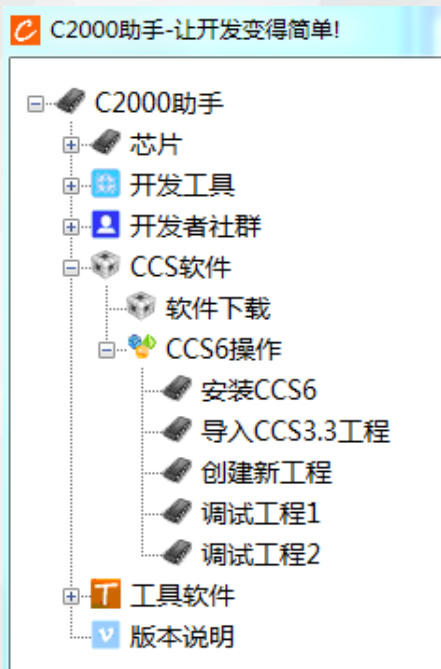 C2000助手-让开发变得简单!
C2000助手
芯片
开发工具
开发者社群
CCS软件
软件下载
CCS6操作
安装CCS6
导入CCS3.3工程
创建新工程
调试工程1
调试工程2
工具软件
版本说明